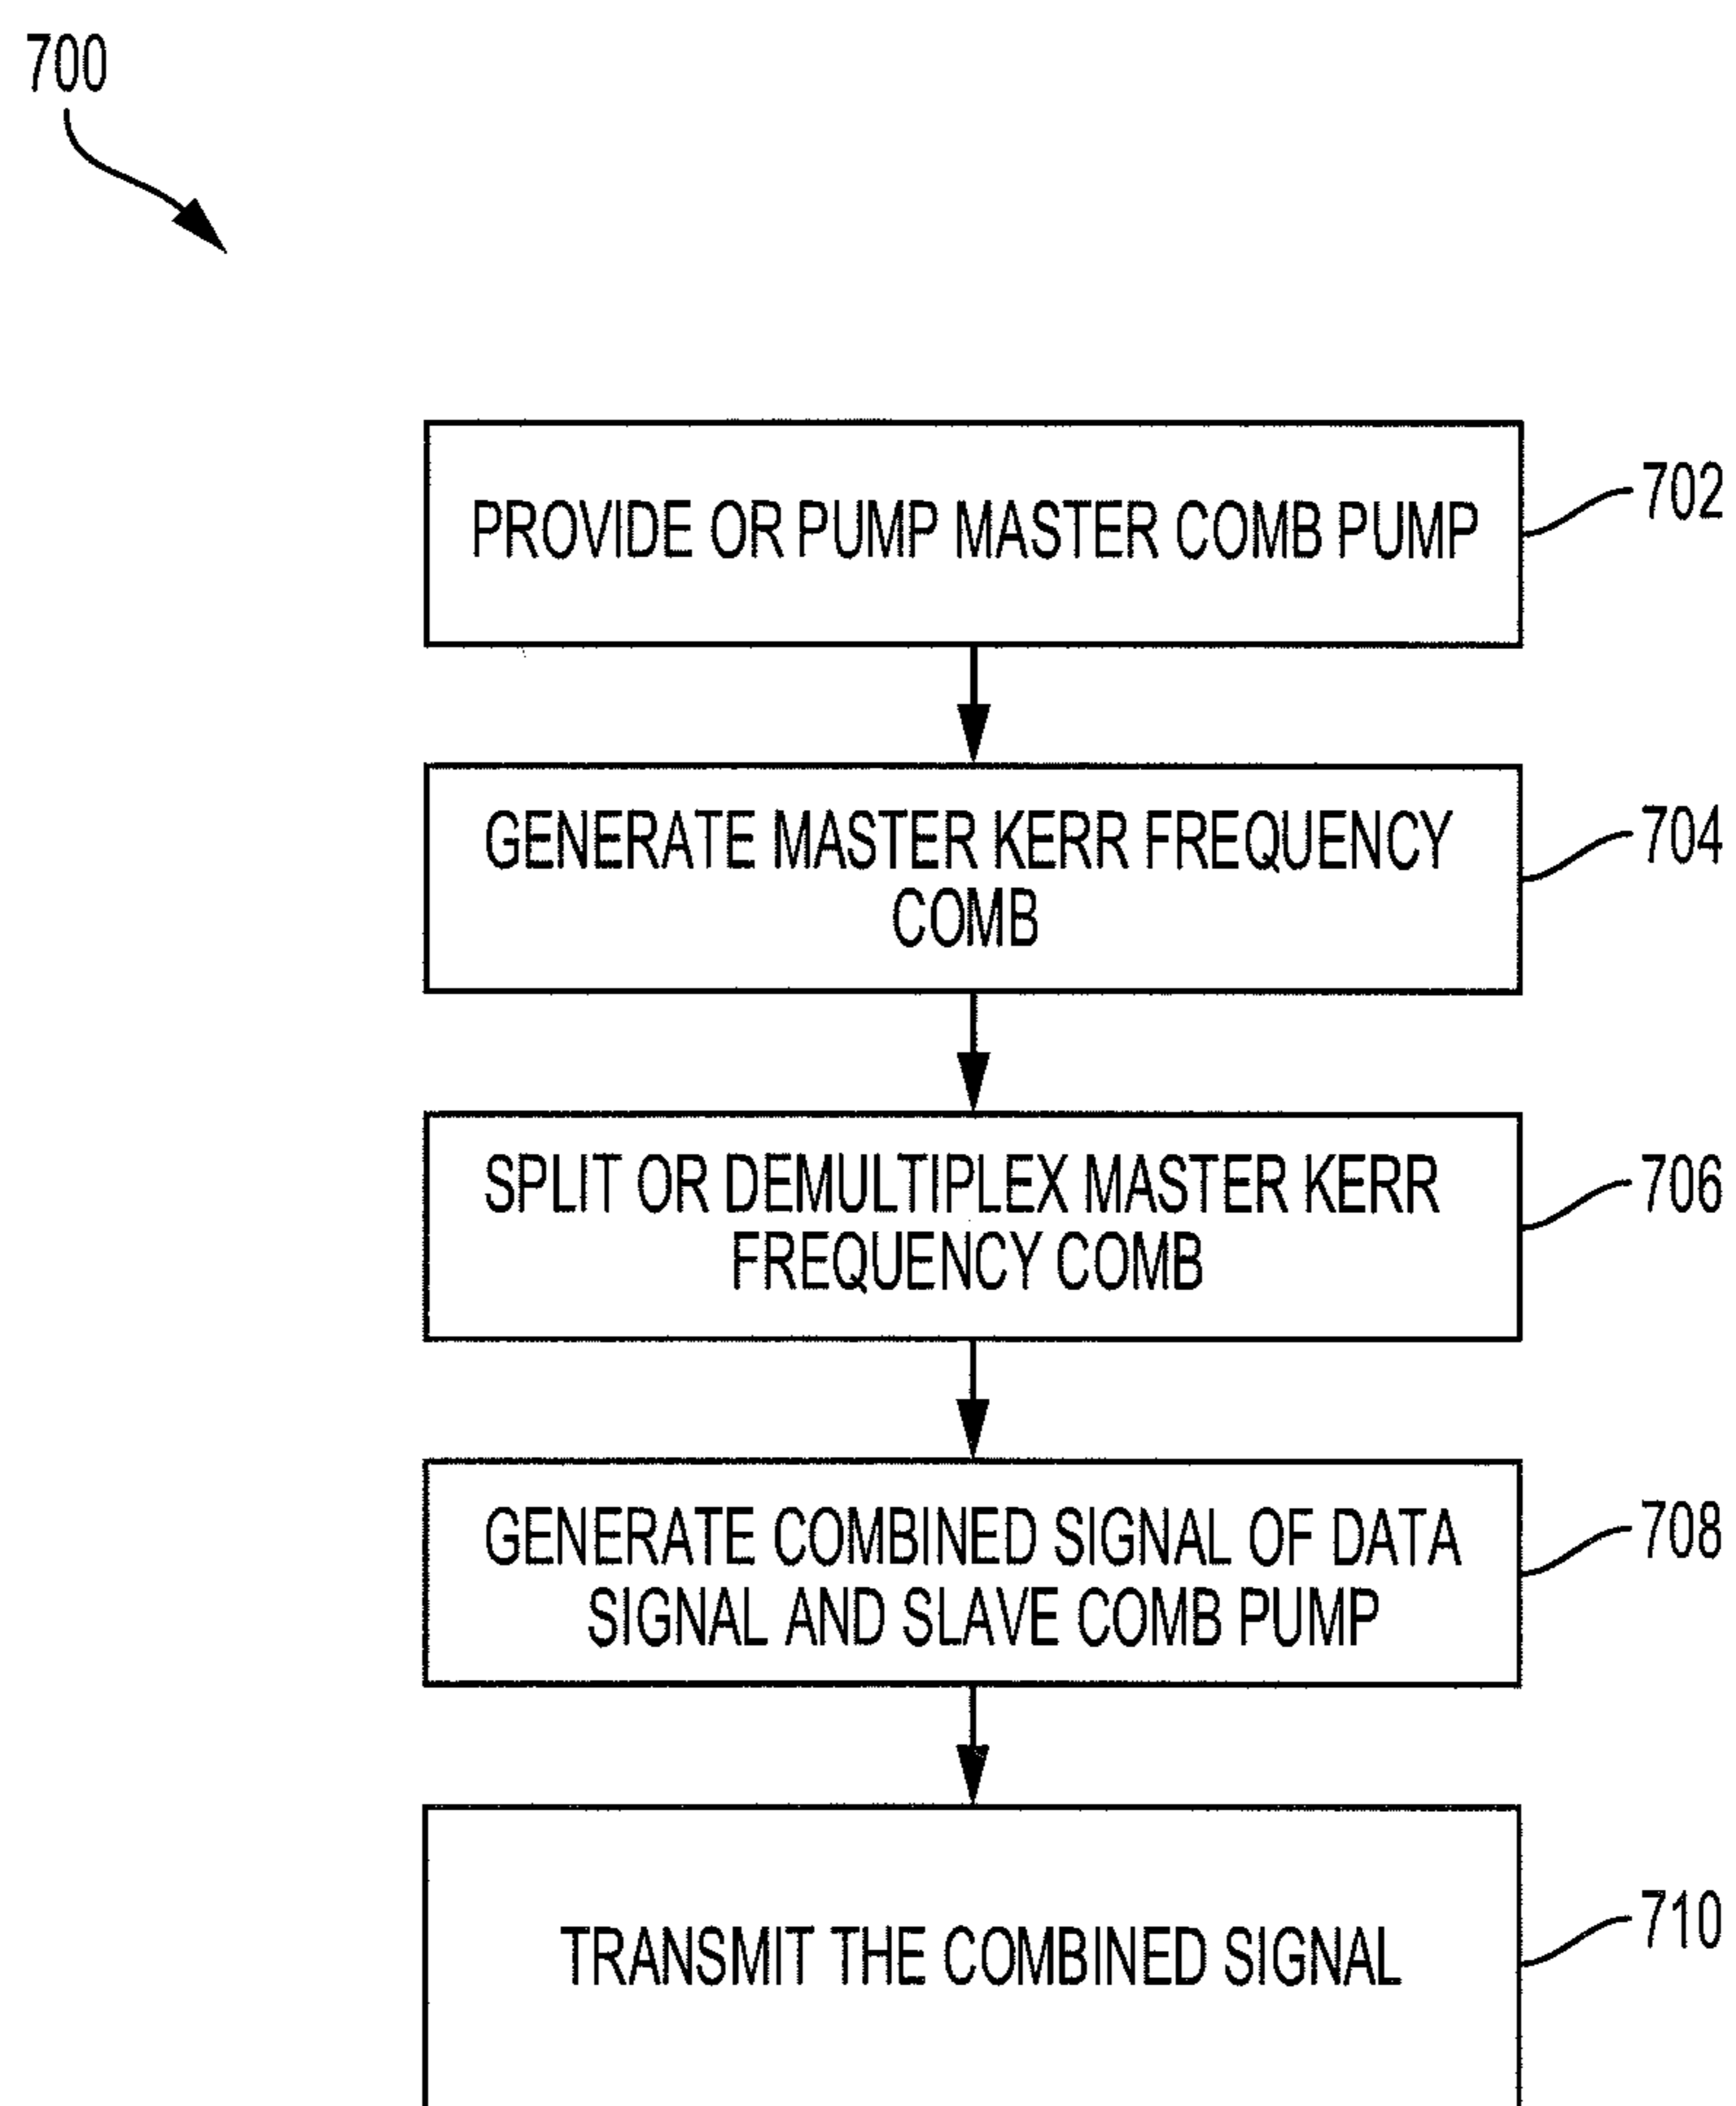 700
PROVIDE OR PUMP MASTER COMB PUMP
702
GENERATE MASTER KERR FREQUENCY
COMB
704
SPLIT OR DEMULTIPLEX MASTER KERR
FREQUENCY COMB
706
GENERATE COMBINED SIGNAL OF DATA
SIGNAL AND SLAVE COMB PUMP
708
TRANSMIT THE COMBINED SIGNAL
710